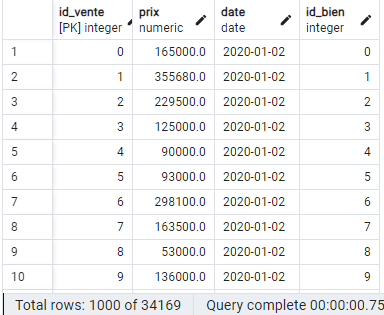 id_vente prix date id_bien
[PK] integer numeric date integer
1 0 165000.0 2020-01-02 0
2 1 355680.0 2020-01-02 1
3 2 229500.0 2020-01-02 2
4 3 125000.0 2020-01-02 3
5 4 90000.0 2020-01-02 4
6 5 93000.0 2020-01-02 5
7 6 298100.0 2020-01-02 6
8 7 163500.0 2020-01-02 7
9 8 53000.0 2020-01-02 8
10 9 136000.0 2020-01-02 9
Total rows: 1000 of 34169 Query complete 00:00:00.75